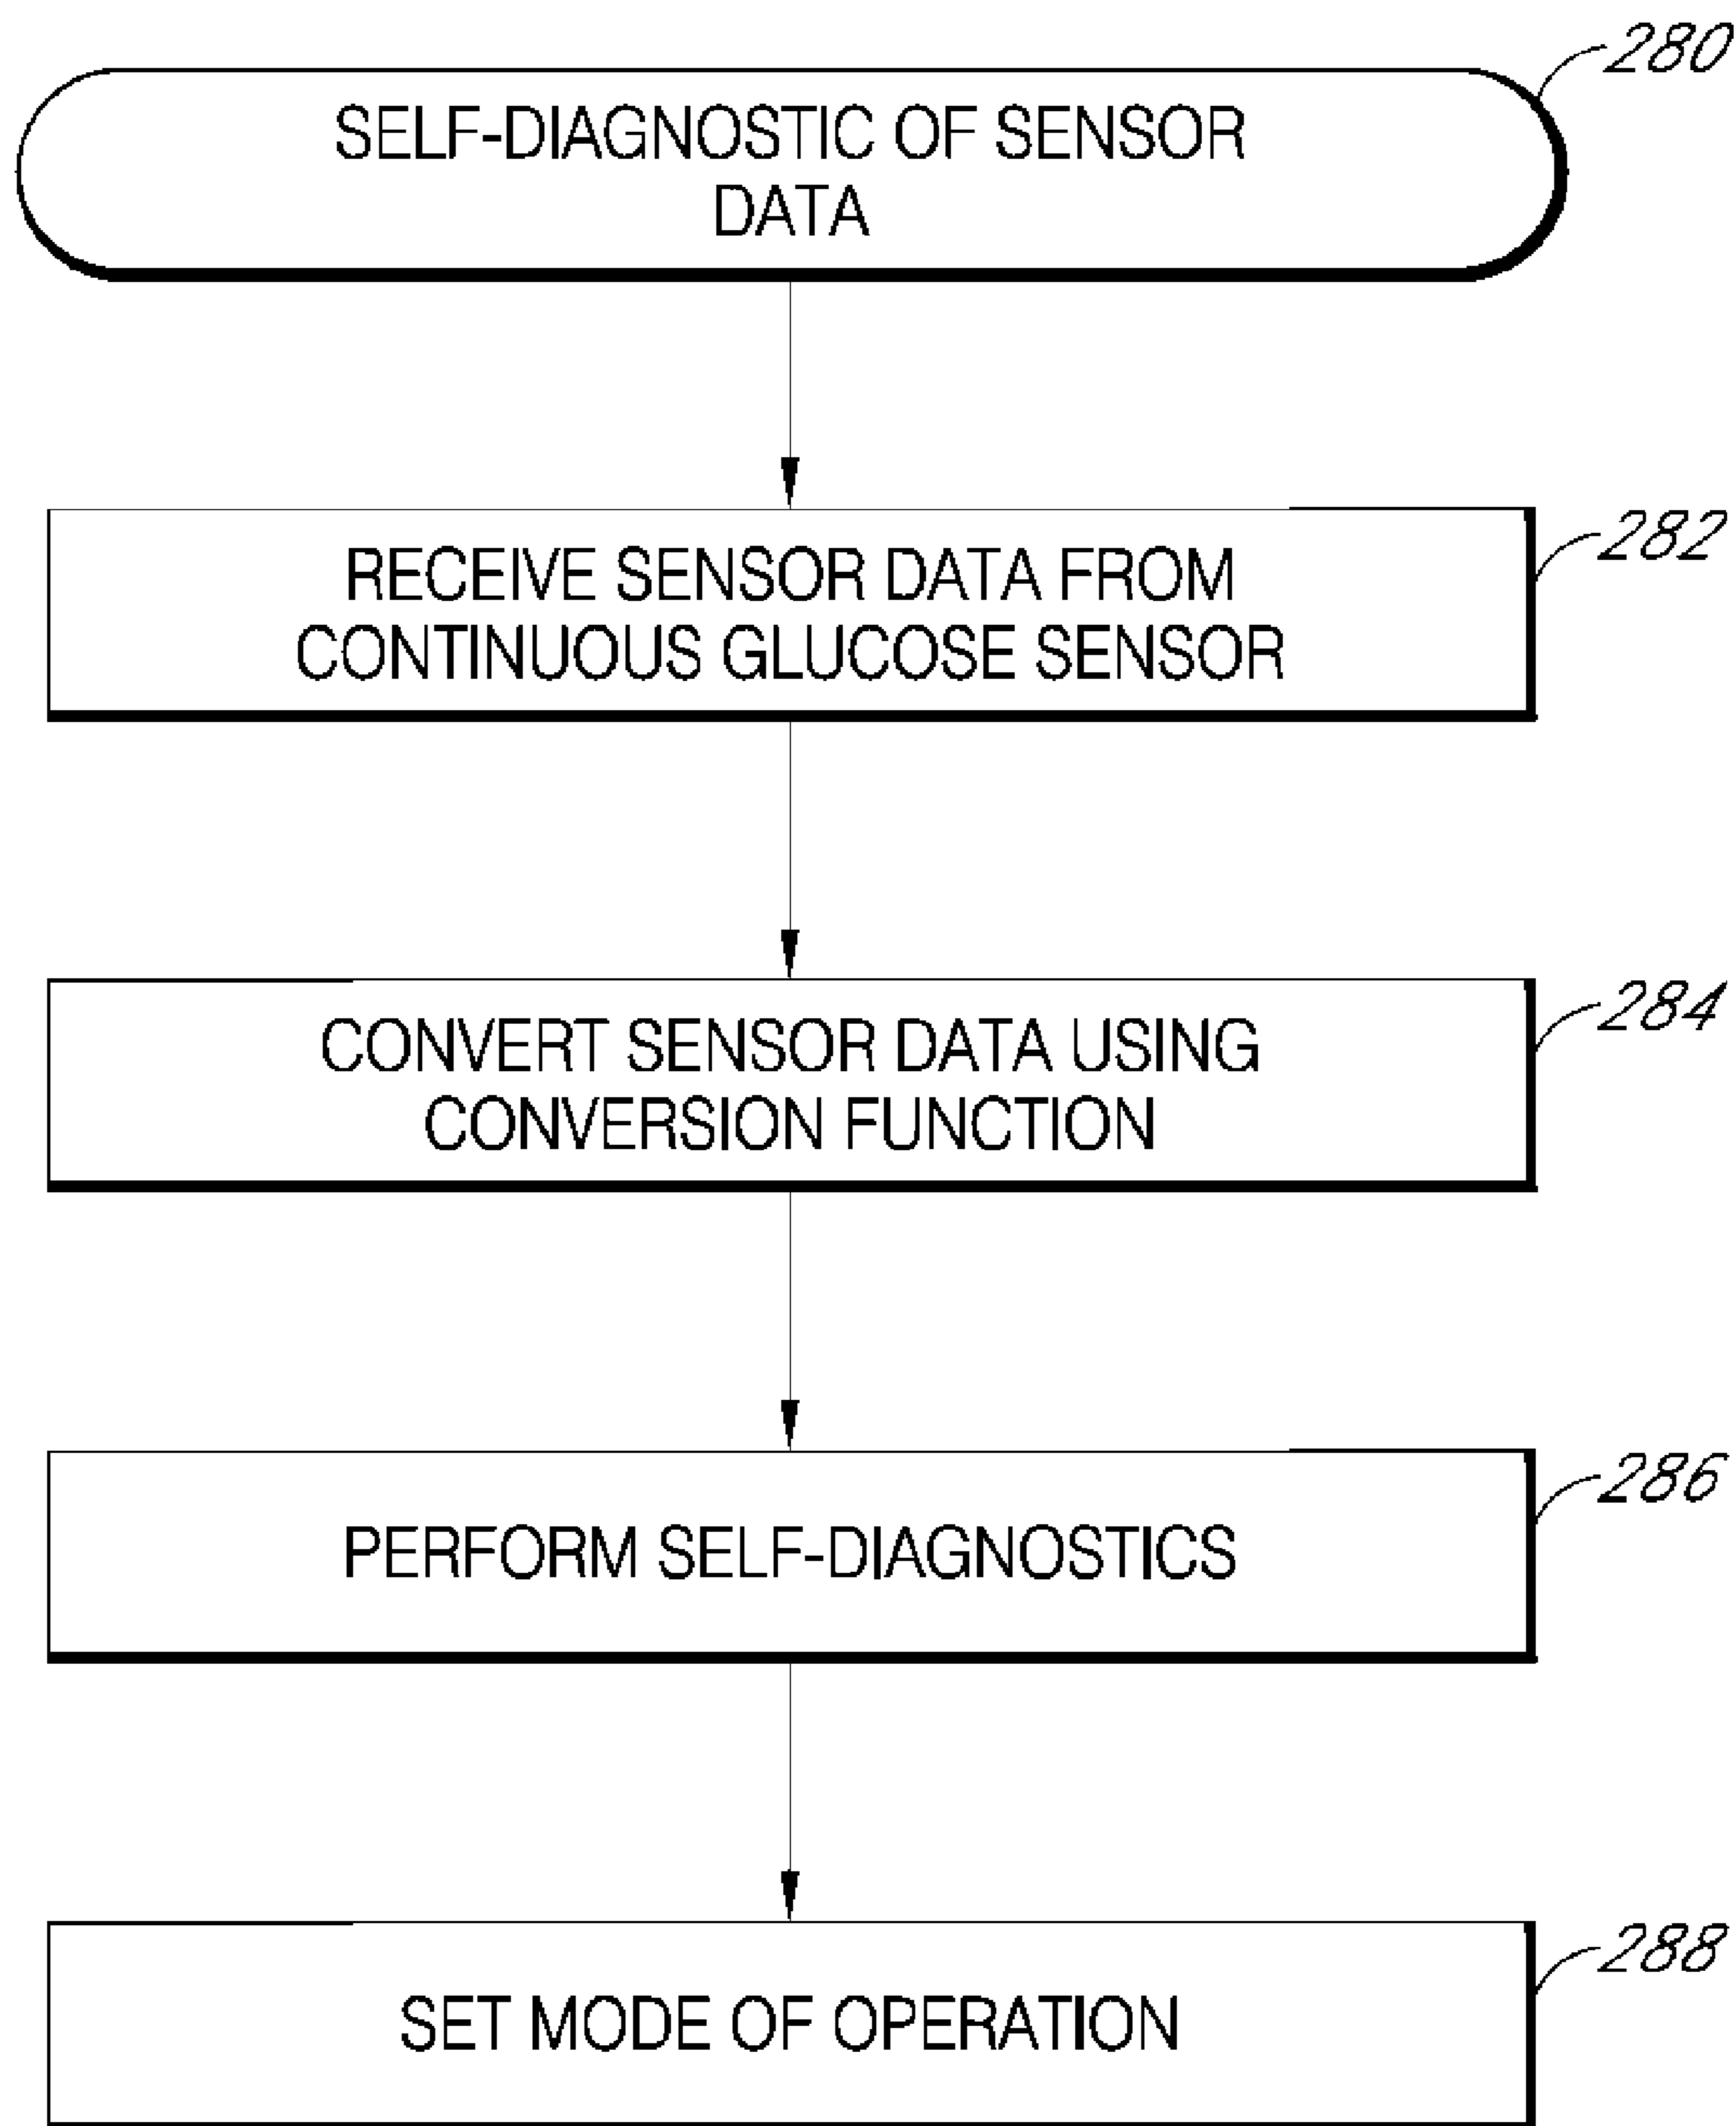 280
SELF-DIAGNOSTIC OF SENSOR
DATA
282
RECEIVE SENSOR DATA FROM
CONTINUOUS GLUCOSE SENSOR
284
CONVERT SENSOR DATA USING
CONVERSION FUNCTION
286
PERFORM SELF-DIAGNOSTICS
288
SET MODE OF OPERATION